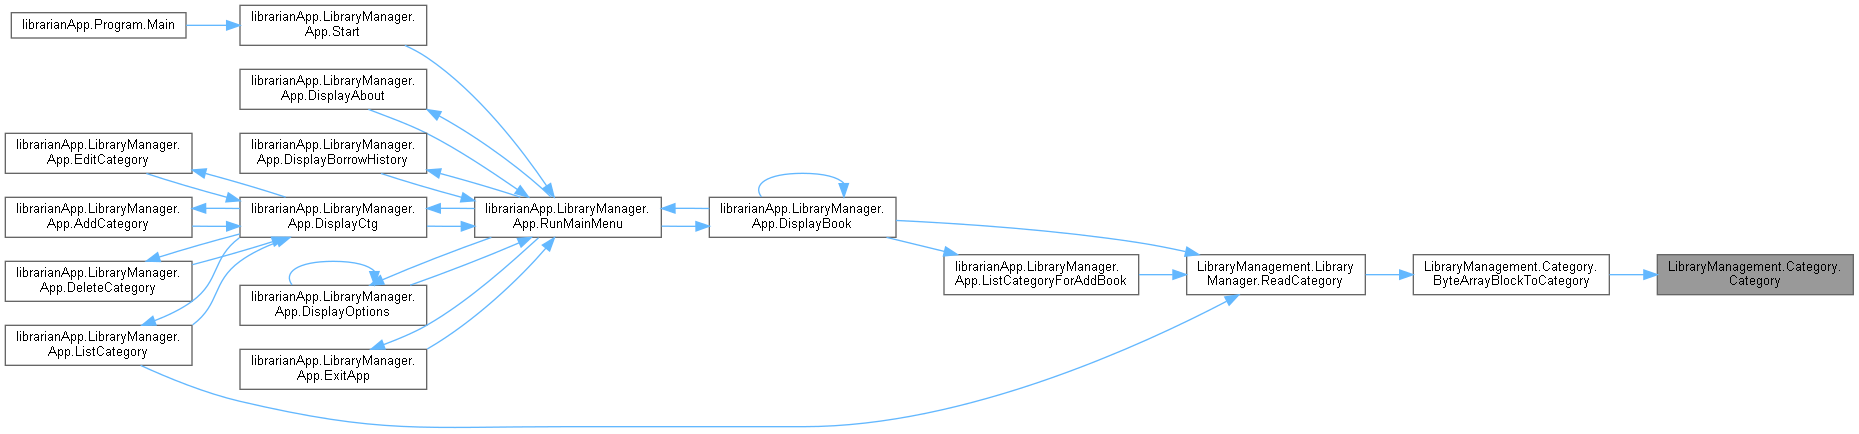 librarianApp.Program.Main
librarianApp.LibraryManager.
App.Start
librarianApp.LibraryManager.
App.DisplayAbout
librarianApp.LibraryManager.
App.EditCategory
librarianApp.LibraryManager.
App.DisplayBorrowHistory
librarianApp.LibraryManager.
App.AddCategory
librarianApp.LibraryManager.
App.DisplayCtg
librarianApp.LibraryManager.
App.RunMainMenu
librarianApp.LibraryManager.
App.DisplayBook
librarianApp.LibraryManager.
App.DeleteCategory
librarianApp.LibraryManager.
App.DisplayOptions
librarianApp.LibraryManager.
App.ListCategoryForAddBook
LibraryManagement.Library
Manager.ReadCategory
LibraryManagement.Category.
ByteArrayBlockToCategory
LibraryManagement.Category.
Category
librarianApp.LibraryManager.
App.ListCategory
librarianApp.LibraryManager.
App.ExitApp